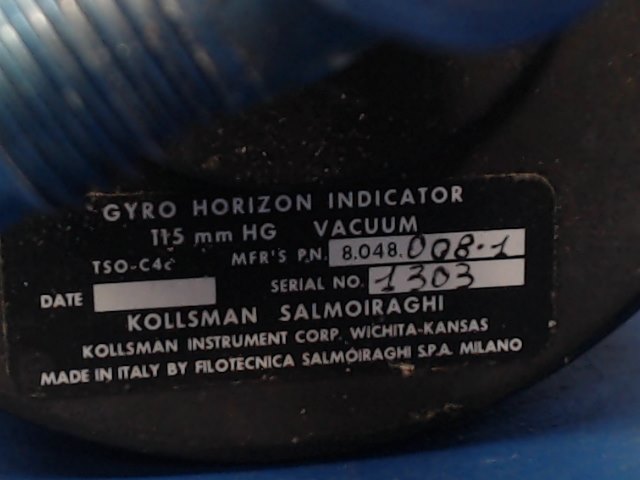 GYRO HORIZON INDICATOR
115 mm HG VACUUM
MFR'S P.N. 8.048.008-1
TSO-C4c
SERIAL NO. 1303
DATE
KOLLSMAN SALMOIRAGHI
KOLLSMAN INSTRUMENT CORP. WICHITA-KANSAS
MADE IN ITALY BY FILOTECNICA SALMOIRAGHI S.P.A. MILANO